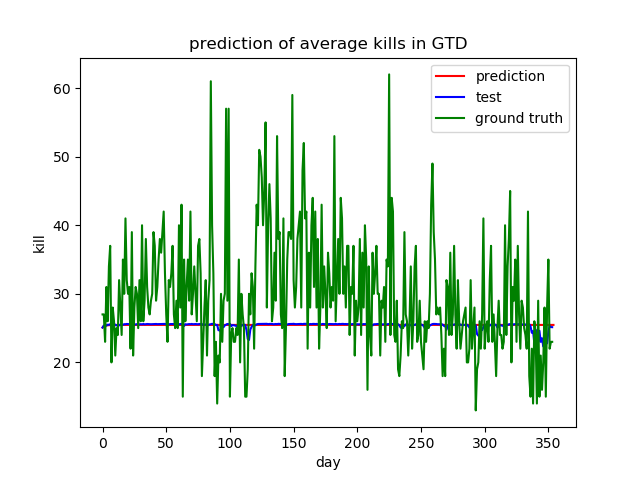 prediction of average kills in GTD
prediction
test
ground truth
60
50
40
30
20
kill
0 50 100 150 200 250 300 350
day